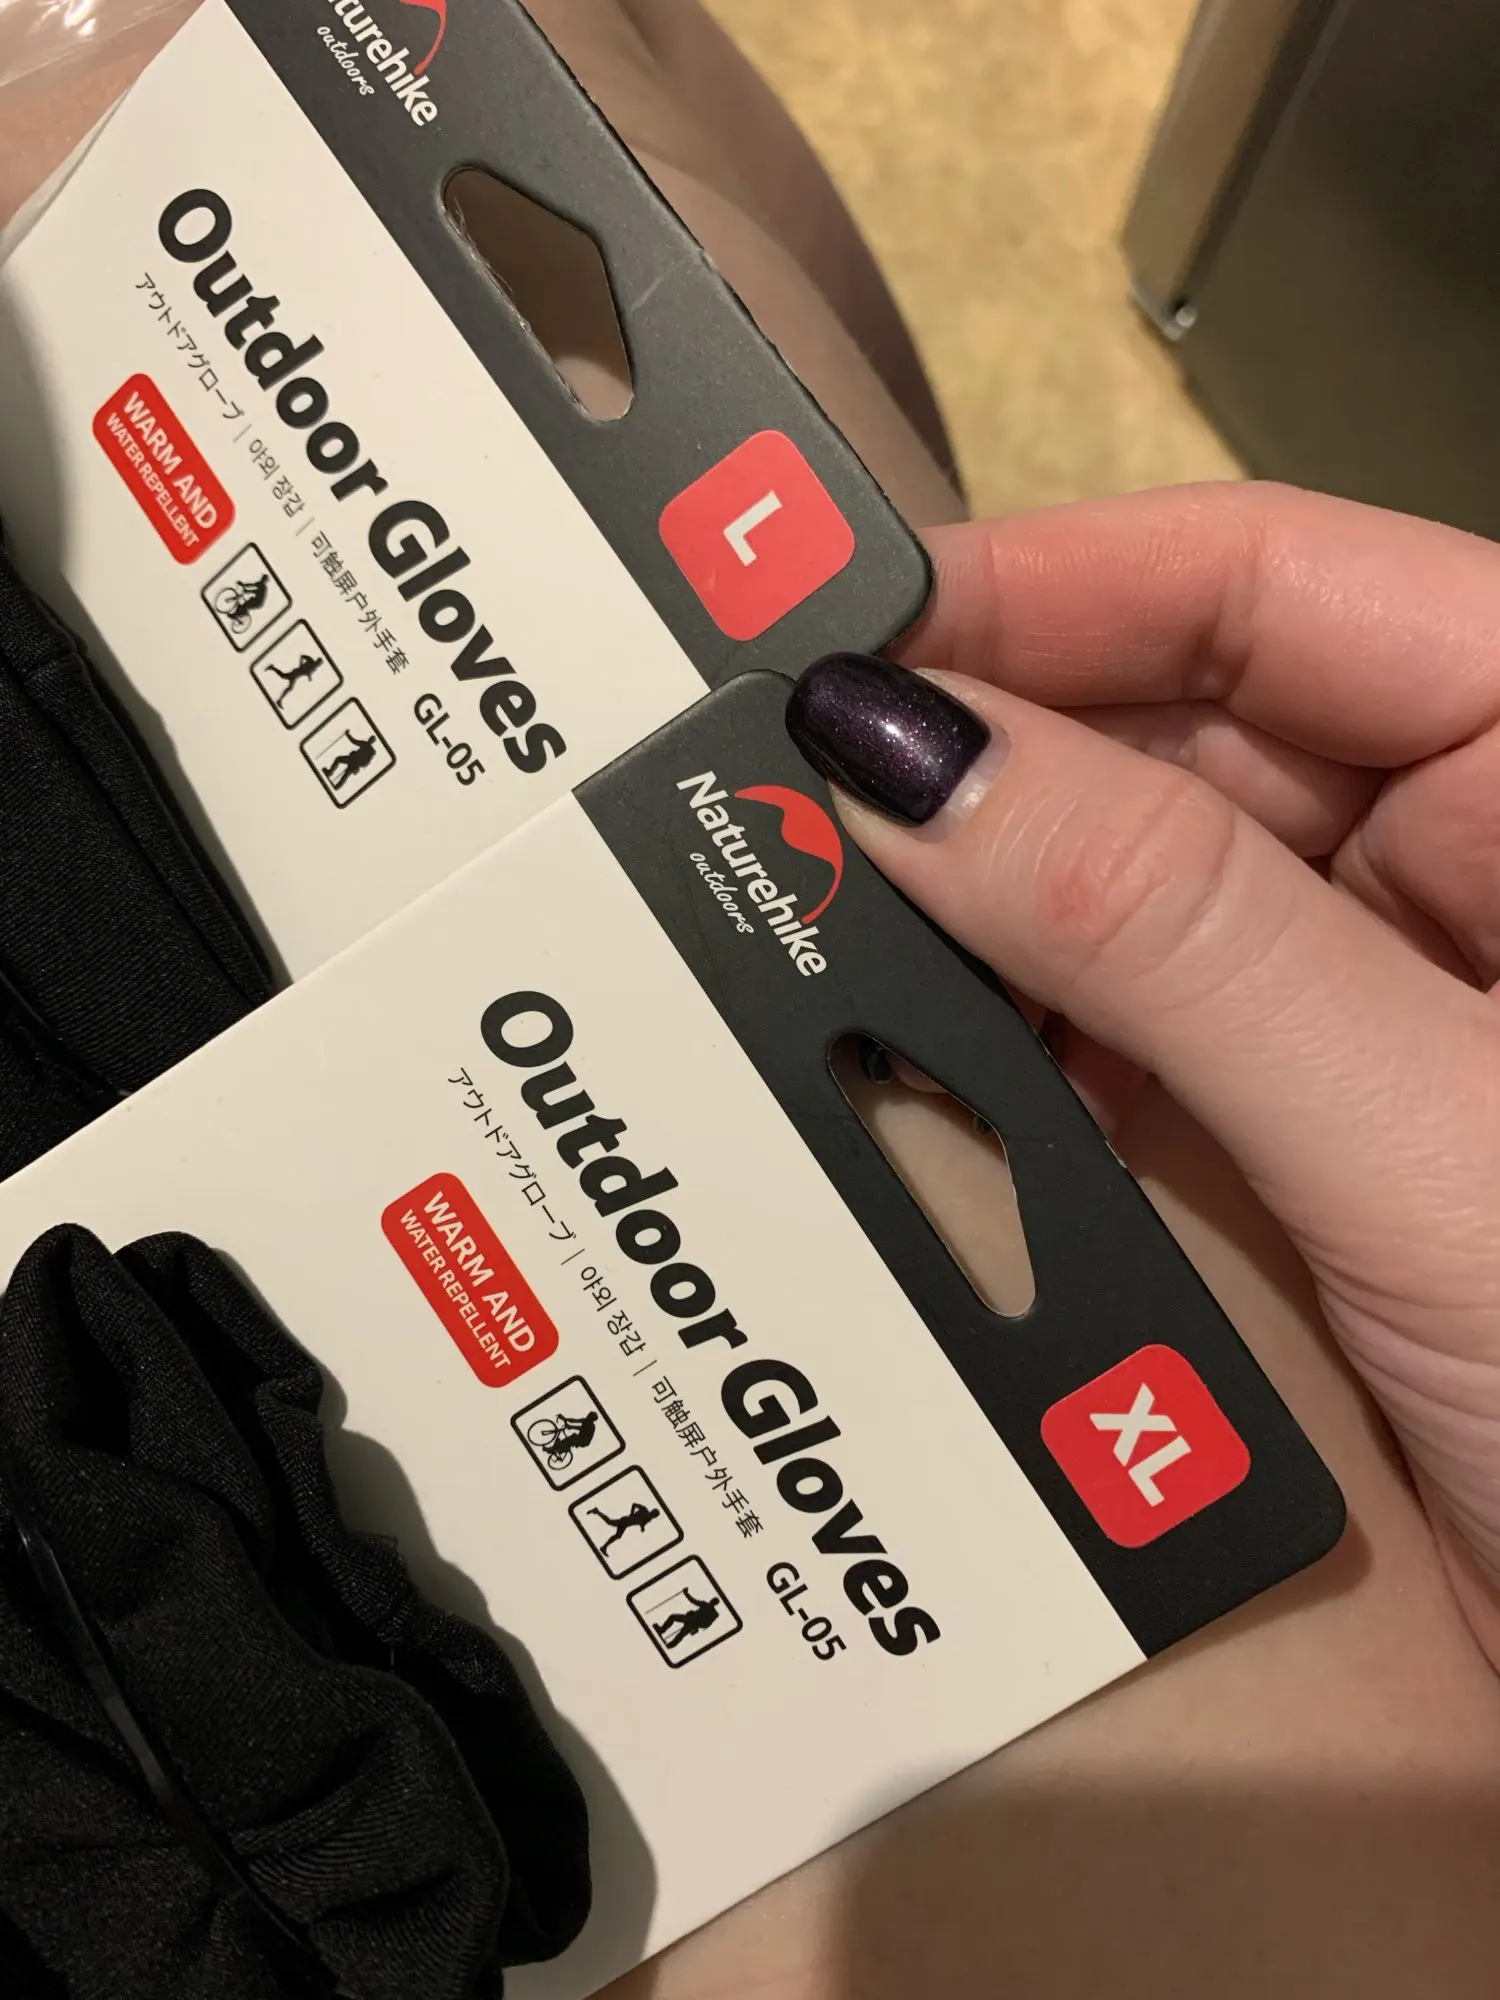 Naturehike
outdoors
L
Outdoor Gloves
アウトドアグローブ | 야외 장갑 | 可触屏户外手套 GL-05
WARM AND
WATER REPELLENT
Naturehike
outdoors
XL
Outdoor Gloves
アウトドアグローブ | 야외 장갑 | 可触屏户外手套 GL-05
WARM AND
WATER REPELLENT